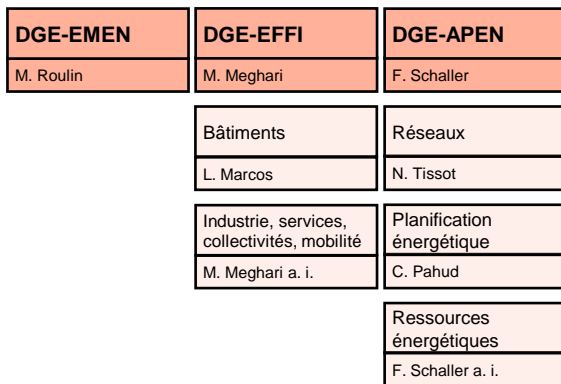 DGE-EMEN
M. Roulin
DGE-EFFI
M. Meghari
Bâtiments
L. Marcos
Industrie, services,
collectivités, mobilité
M. Meghari a. i.
DGE-APEN
F. Schaller
Réseaux
N. Tissot
Planification
énergétique
C. Pahud
Ressources
énergétiques
F. Schaller a. i.